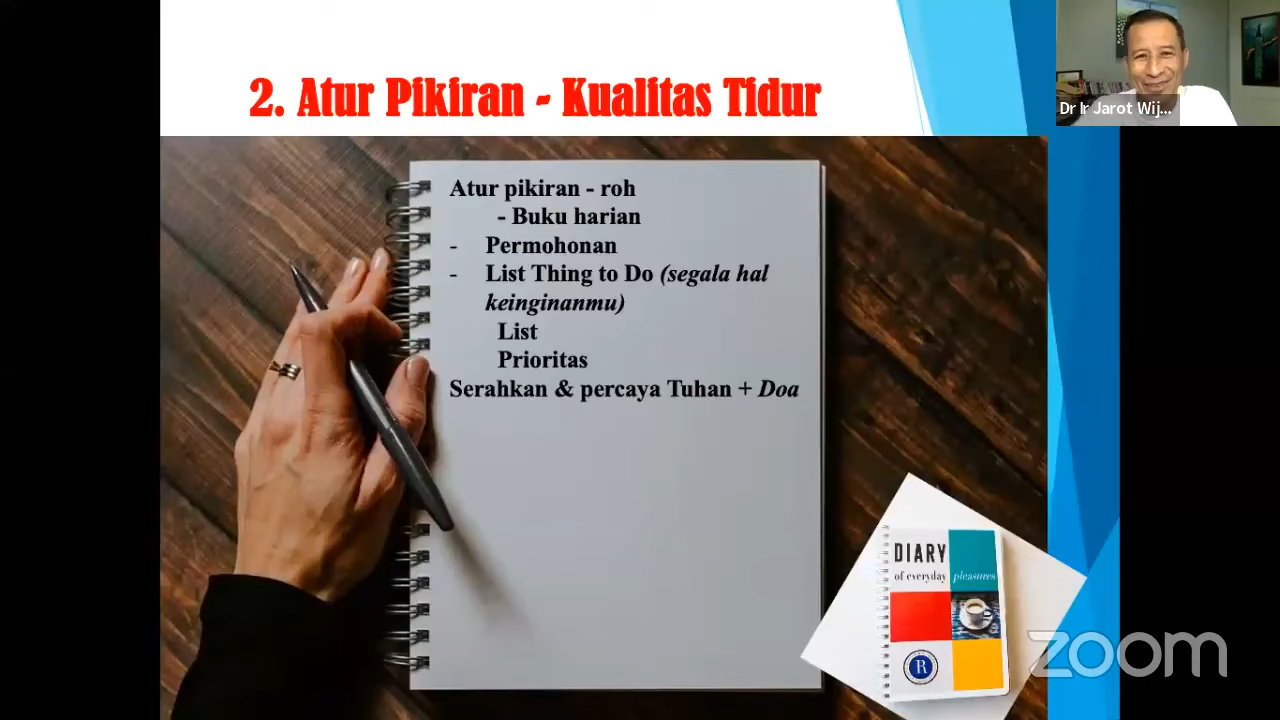 2. Atur Pikiran - Kualitas Tidur
Dr Ir Jarot Wij...
Atur pikiran - roh
- Buku harian
- Permohonan
- List Thing to Do (segala hal
keinginanmu)
List
Prioritas
Serahkan & percaya Tuhan + Doa
DIARY
of everyday pleasures
R
zoom